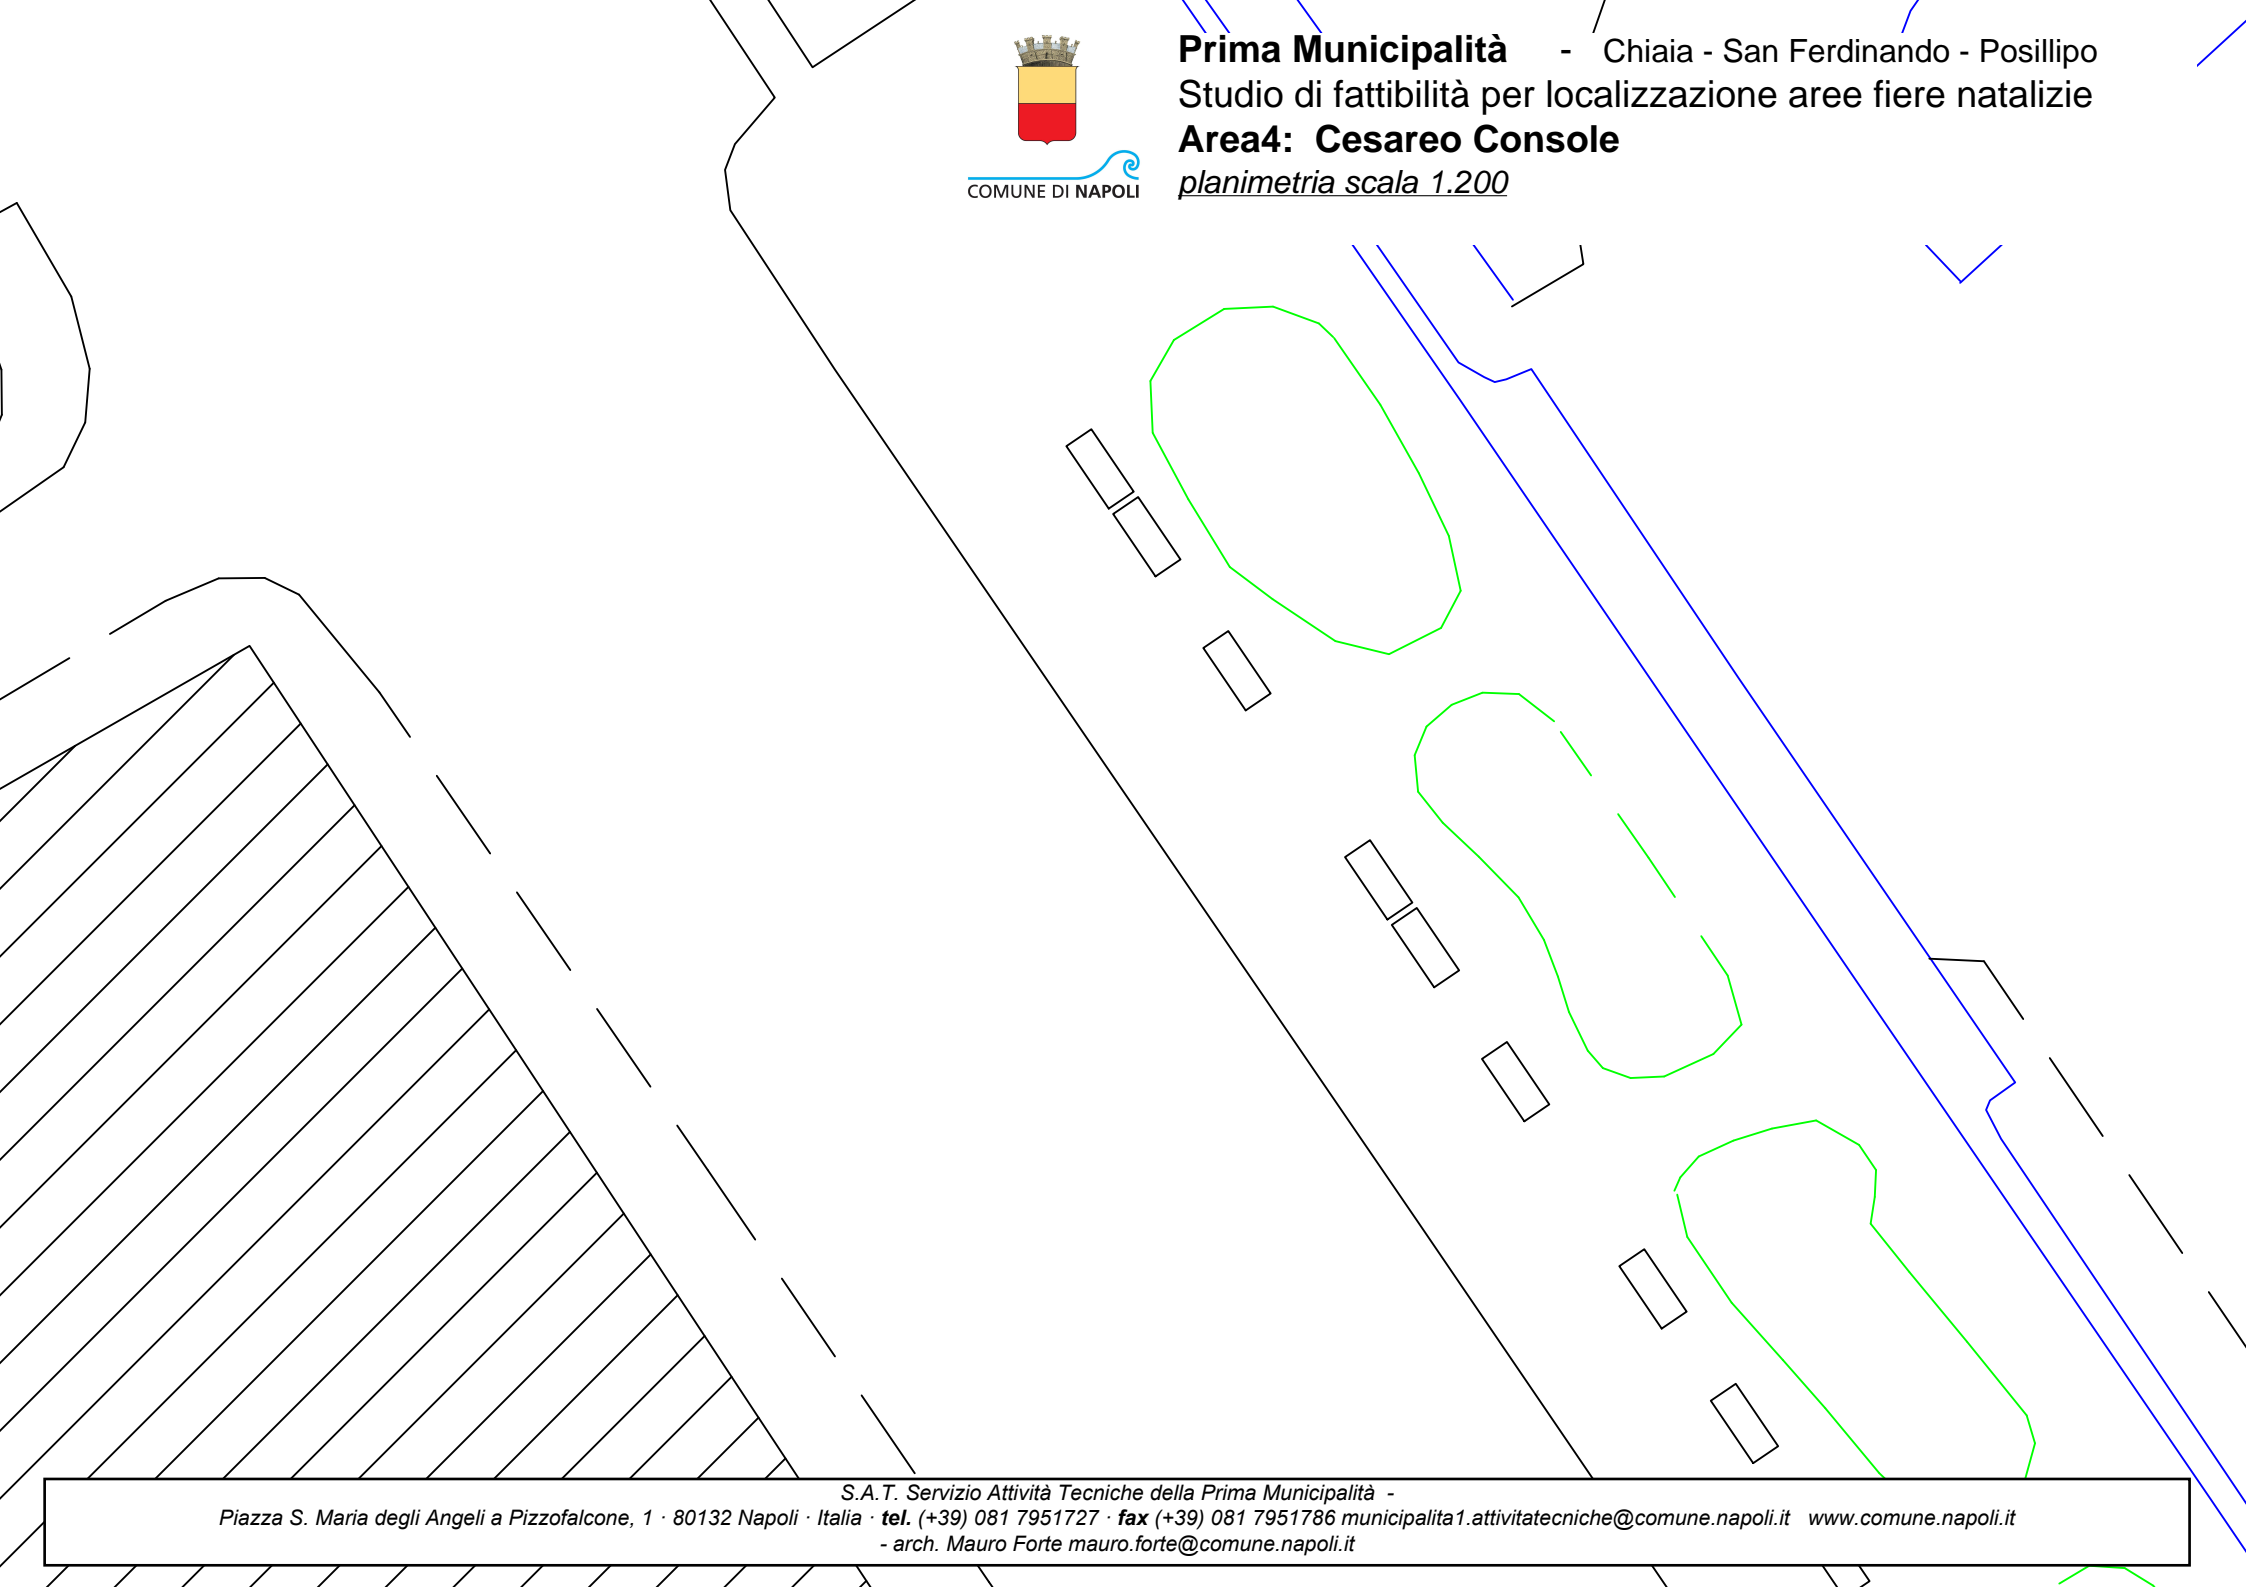 Prima Municipalità - Chiaia - San Ferdinando - Posillipo
Studio di fattibilità per localizzazione aree fiere natalizie
Area4: Cesareo Console
planimetria scala 1.200
COMUNE DI NAPOLI
S.A.T. Servizio Attività Tecniche della Prima Municipalità -
Piazza S. Maria degli Angeli a Pizzofalcone, 1 · 80132 Napoli · Italia · tel. (+39) 081 7951727 · fax (+39) 081 7951786 municipalita1.attivitatecniche@comune.napoli.it www.comune.napoli.it
- arch. Mauro Forte mauro.forte@comune.napoli.it